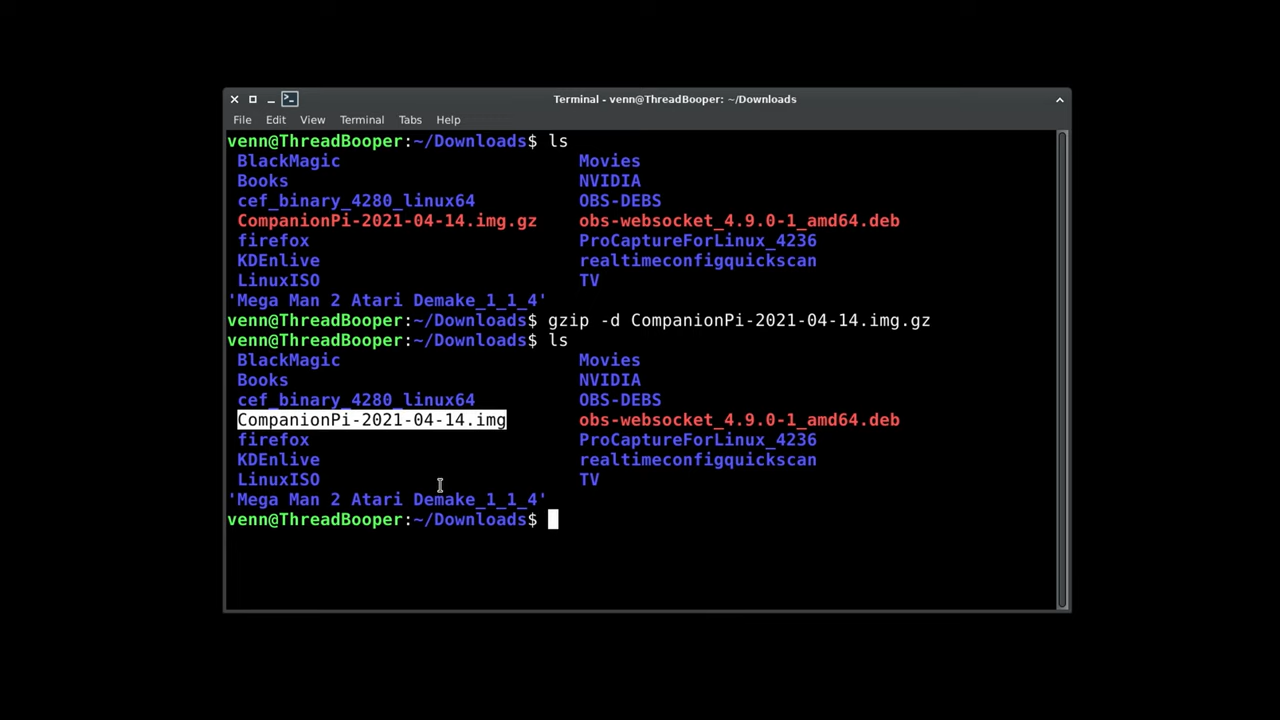 Terminal - venn@ThreadBooper: ~/Downloads
File Edit View Terminal Tabs Help
venn@ThreadBooper:~/Downloads$ ls
BlackMagic Movies
Books NVIDIA
cef_binary_4280_linux64 OBS-DEBS
CompanionPi-2021-04-14.img.gz obs-websocket_4.9.0-1_amd64.deb
firefox ProCaptureForLinux_4236
KDEnlive realtimeconfigquickscan
LinuxISO TV
'Mega Man 2 Atari Demake_1_1_4'
venn@ThreadBooper:~/Downloads$ gzip -d CompanionPi-2021-04-14.img.gz
venn@ThreadBooper:~/Downloads$ ls
BlackMagic Movies
Books NVIDIA
cef_binary_4280_linux64 OBS-DEBS
CompanionPi-2021-04-14.img obs-websocket_4.9.0-1_amd64.deb
firefox ProCaptureForLinux_4236
KDEnlive realtimeconfigquickscan
LinuxISO TV
'Mega Man 2 Atari Demake_1_1_4'
venn@ThreadBooper:~/Downloads$